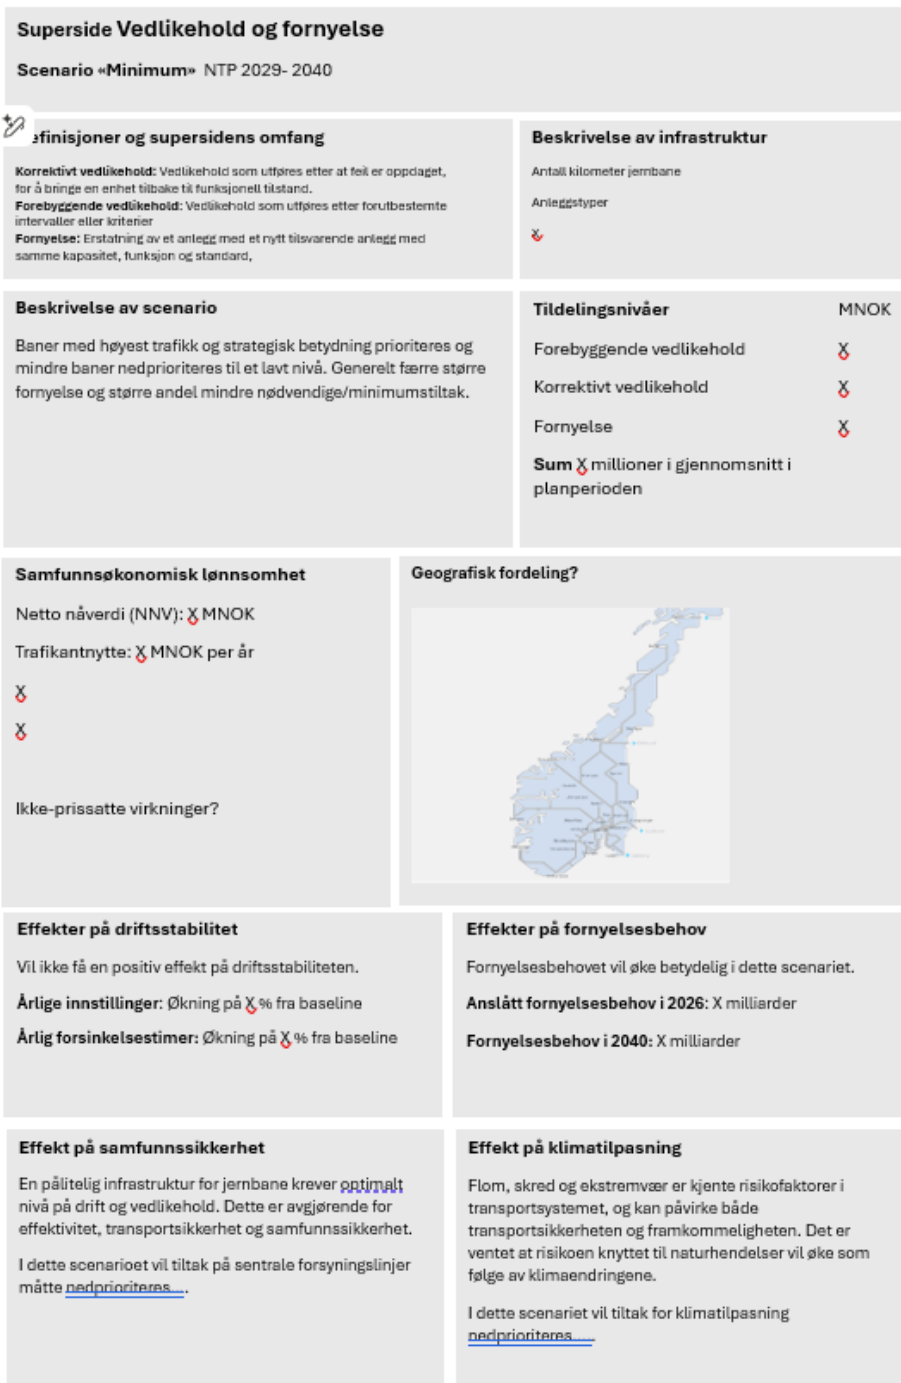 Superside Vedlikehold og fornyelse
Scenario «Minimum» NTP 2029- 2040
efinisjoner og supersidens omfang
Korrektivt vedlikehold: Vedlikehold som utføres etter at feil er oppdaget,
for å bringe en enhet tilbake til funksjonell tilstand.
Forebyggende vedlikehold: Vedlikehold som utføres etter forutbestemte
intervaller eller kriterier
Fornyelse: Erstatning av et anlegg med et nytt tilsvarende anlegg med
samme kapasitet, funksjon og standard,
Beskrivelse av infrastruktur
Antall kilometer jernbane
Anleggstyper
X
Beskrivelse av scenario
Baner med høyest trafikk og strategisk betydning prioriteres og
mindre baner nedprioriteres til et lavt nivå. Generelt færre større
fornyelse og større andel mindre nødvendige/minimumstiltak.
Tildelingsnivåer MNOK
Forebyggende vedlikehold X
Korrektivt vedlikehold X
Fornyelse X
Sum X millioner i gjennomsnitt i
planperioden
Samfunnsøkonomisk lønnsomhet
Netto nåverdi (NNV): X MNOK
Trafikantnytte: X MNOK per år
X
X
Ikke-prissatte virkninger?
Geografisk fordeling?
Effekter på driftsstabilitet
Vil ikke få en positiv effekt på driftsstabiliteten.
Årlige innstillinger: Økning på X % fra baseline
Årlig forsinkelsestimer: Økning på X % fra baseline
Effekter på fornyelsesbehov
Fornyelsesbehovet vil øke betydelig i dette scenariet.
Anslått fornyelsesbehov i 2026: X milliarder
Fornyelsesbehov i 2040: X milliarder
Effekt på samfunnssikkerhet
En pålitelig infrastruktur for jernbane krever optimalt
nivå på drift og vedlikehold. Dette er avgjørende for
effektivitet, transportsikkerhet og samfunnssikkerhet.
I dette scenarioet vil tiltak på sentrale forsyningslinjer
måtte nedprioriteres.....
Effekt på klimatilpasning
Flom, skred og ekstremvær er kjente risikofaktorer i
transportsystemet, og kan påvirke både
transportsikkerheten og framkommeligheten. Det er
ventet at risikoen knyttet til naturhendelser vil øke som
følge av klimaendringene.
I dette scenariet vil tiltak for klimatilpasning
nedprioriteres......